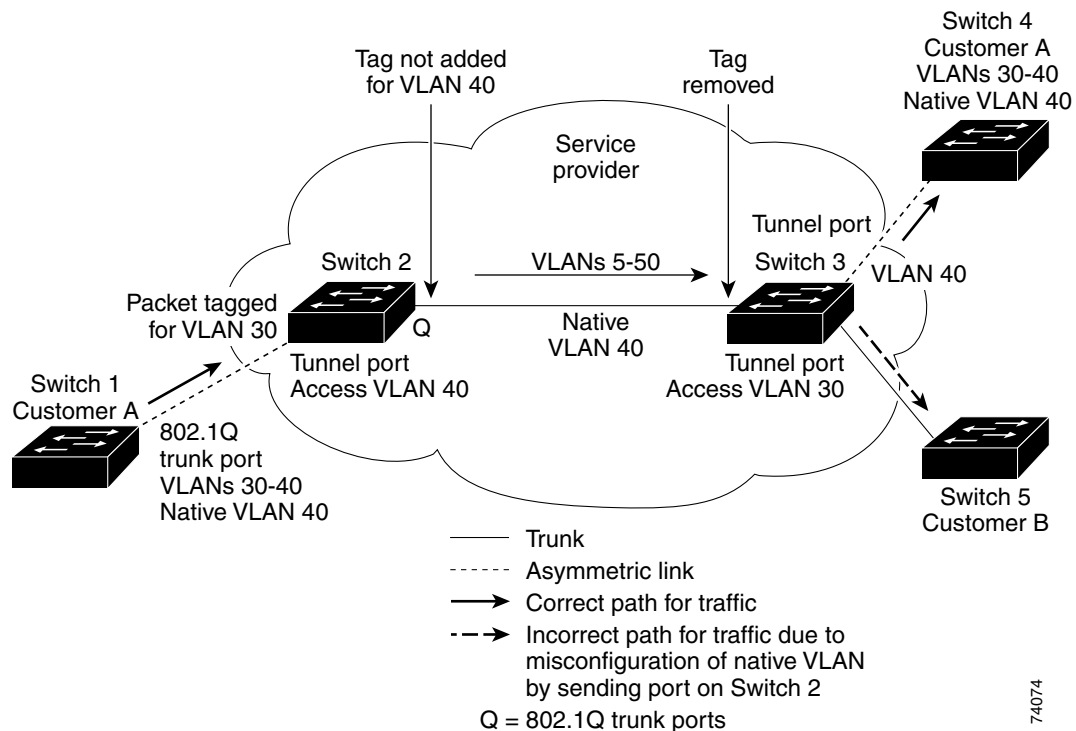 Tag not added
for VLAN 40
Tag
removed
Switch 4
Customer A
VLANs 30-40
Native VLAN 40
Service
provider
Tunnel port
Switch 2
VLANs 5-50
Switch 3
VLAN 40
Packet tagged
for VLAN 30
Q
Native
VLAN 40
Tunnel port
Access VLAN 40
Tunnel port
Access VLAN 30
Switch 1
Customer A
802.1Q
trunk port
VLANs 30-40
Native VLAN 40
Switch 5
Customer B
Trunk
Asymmetric link
Correct path for traffic
Incorrect path for traffic due to
misconfiguration of native VLAN
by sending port on Switch 2
Q = 802.1Q trunk ports
74074